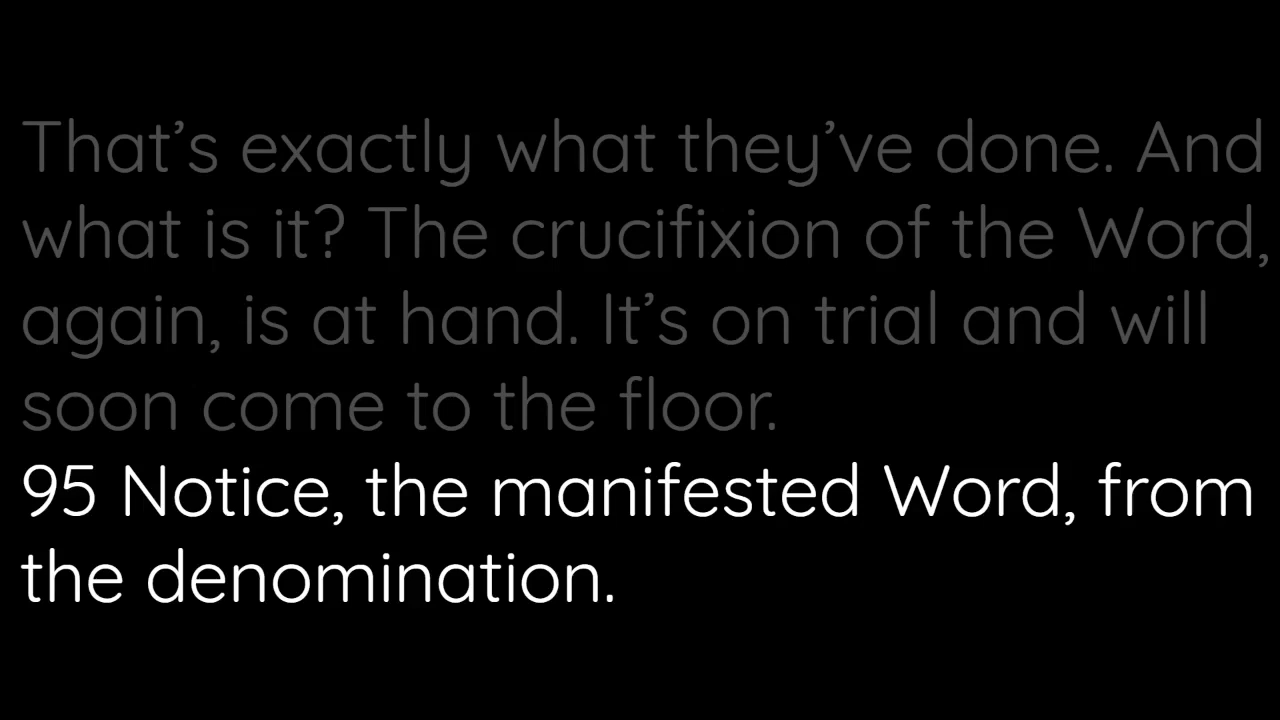 That’s exactly what they’ve done. And
what is it? The crucifixion of the Word,
again, is at hand. It’s on trial and will
soon come to the floor.
95 Notice, the manifested Word, from
the denomination.